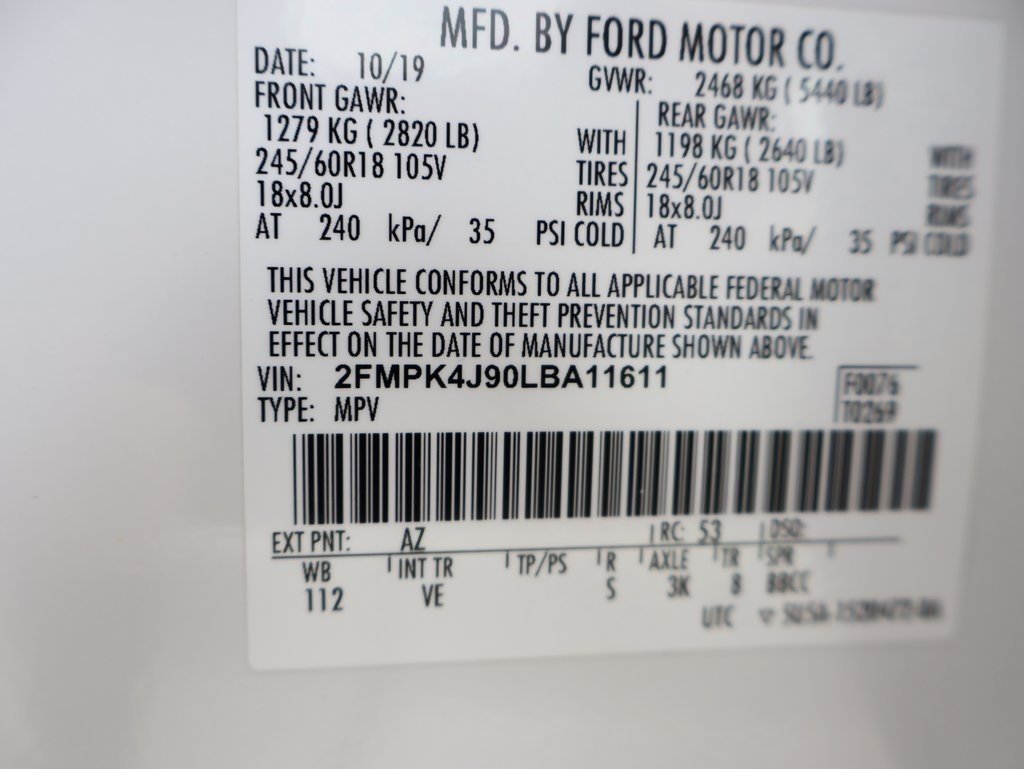 MFD. BY FORD MOTOR CO.
DATE: 10/19 GVWR: 2468 KG ( 5440 LB)
FRONT GAWR: REAR GAWR:
1279 KG ( 2820 LB) WITH 1198 KG ( 2640 LB) WITH
245/60R18 105V TIRES 245/60R18 105V TIRES
18x8.0J RIMS 18x8.0J RIMS
AT 240 kPa/ 35 PSI COLD AT 240 kPa/ 35 PSI COLD
THIS VEHICLE CONFORMS TO ALL APPLICABLE FEDERAL MOTOR
VEHICLE SAFETY AND THEFT PREVENTION STANDARDS IN
EFFECT ON THE DATE OF MANUFACTURE SHOWN ABOVE.
VIN: 2FMPK4J90LBA11611 F0076
TYPE: MPV T0269
EXT PNT: AZ RC: 53 DSO:
WB INT TR TP/PS R AXLE TR SPR
112 VE S 3K 8 BBCC
UTC